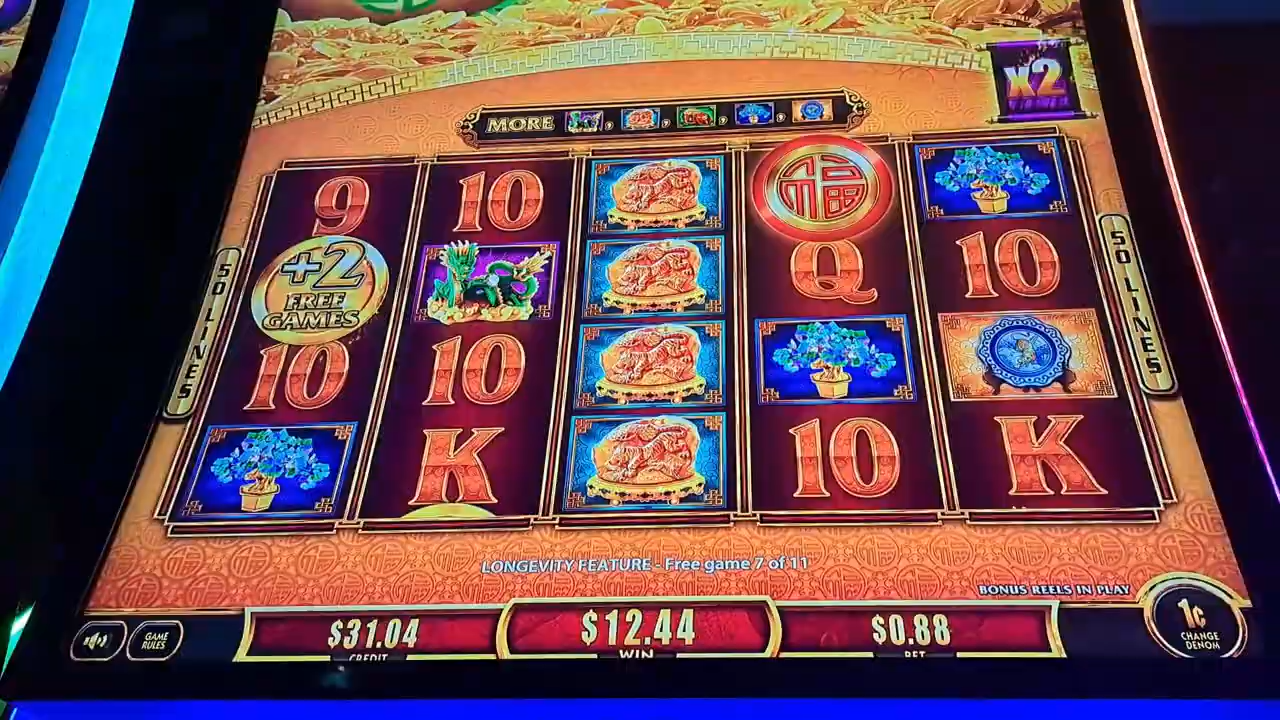 X2
MORE , , , ,
9
10
福
+2
FREE
GAMES
Q
10
10
10
K
10
K
50 LINES
50 LINES
LONGEVITY FEATURE - Free game 7 of 11
BONUS REELS IN PLAY
GAME
RULES
$31.04
CREDIT
$12.44
WIN
$0.88
BET
1¢
CHANGE
DENOM